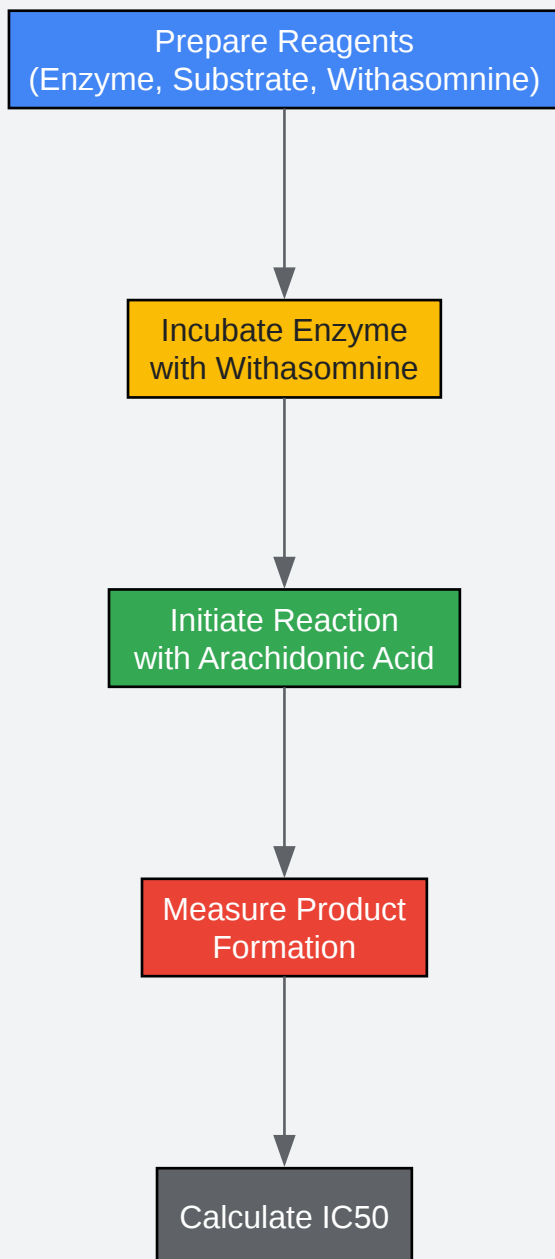 Prepare Reagents
(Enzyme, Substrate, Withasomnine)
Incubate Enzyme
with Withasomnine
Initiate Reaction
with Arachidonic Acid
Measure Product
Formation
Calculate IC50